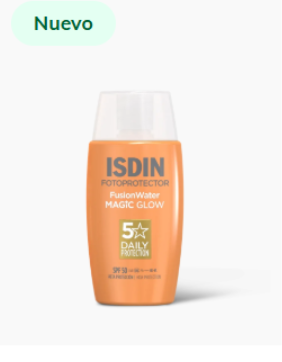 Nuevo
ISDIN
FOTOPROTECTOR
FusionWater
MAGIC GLOW
5☆
DAILY
PROTECTION
SPF 30